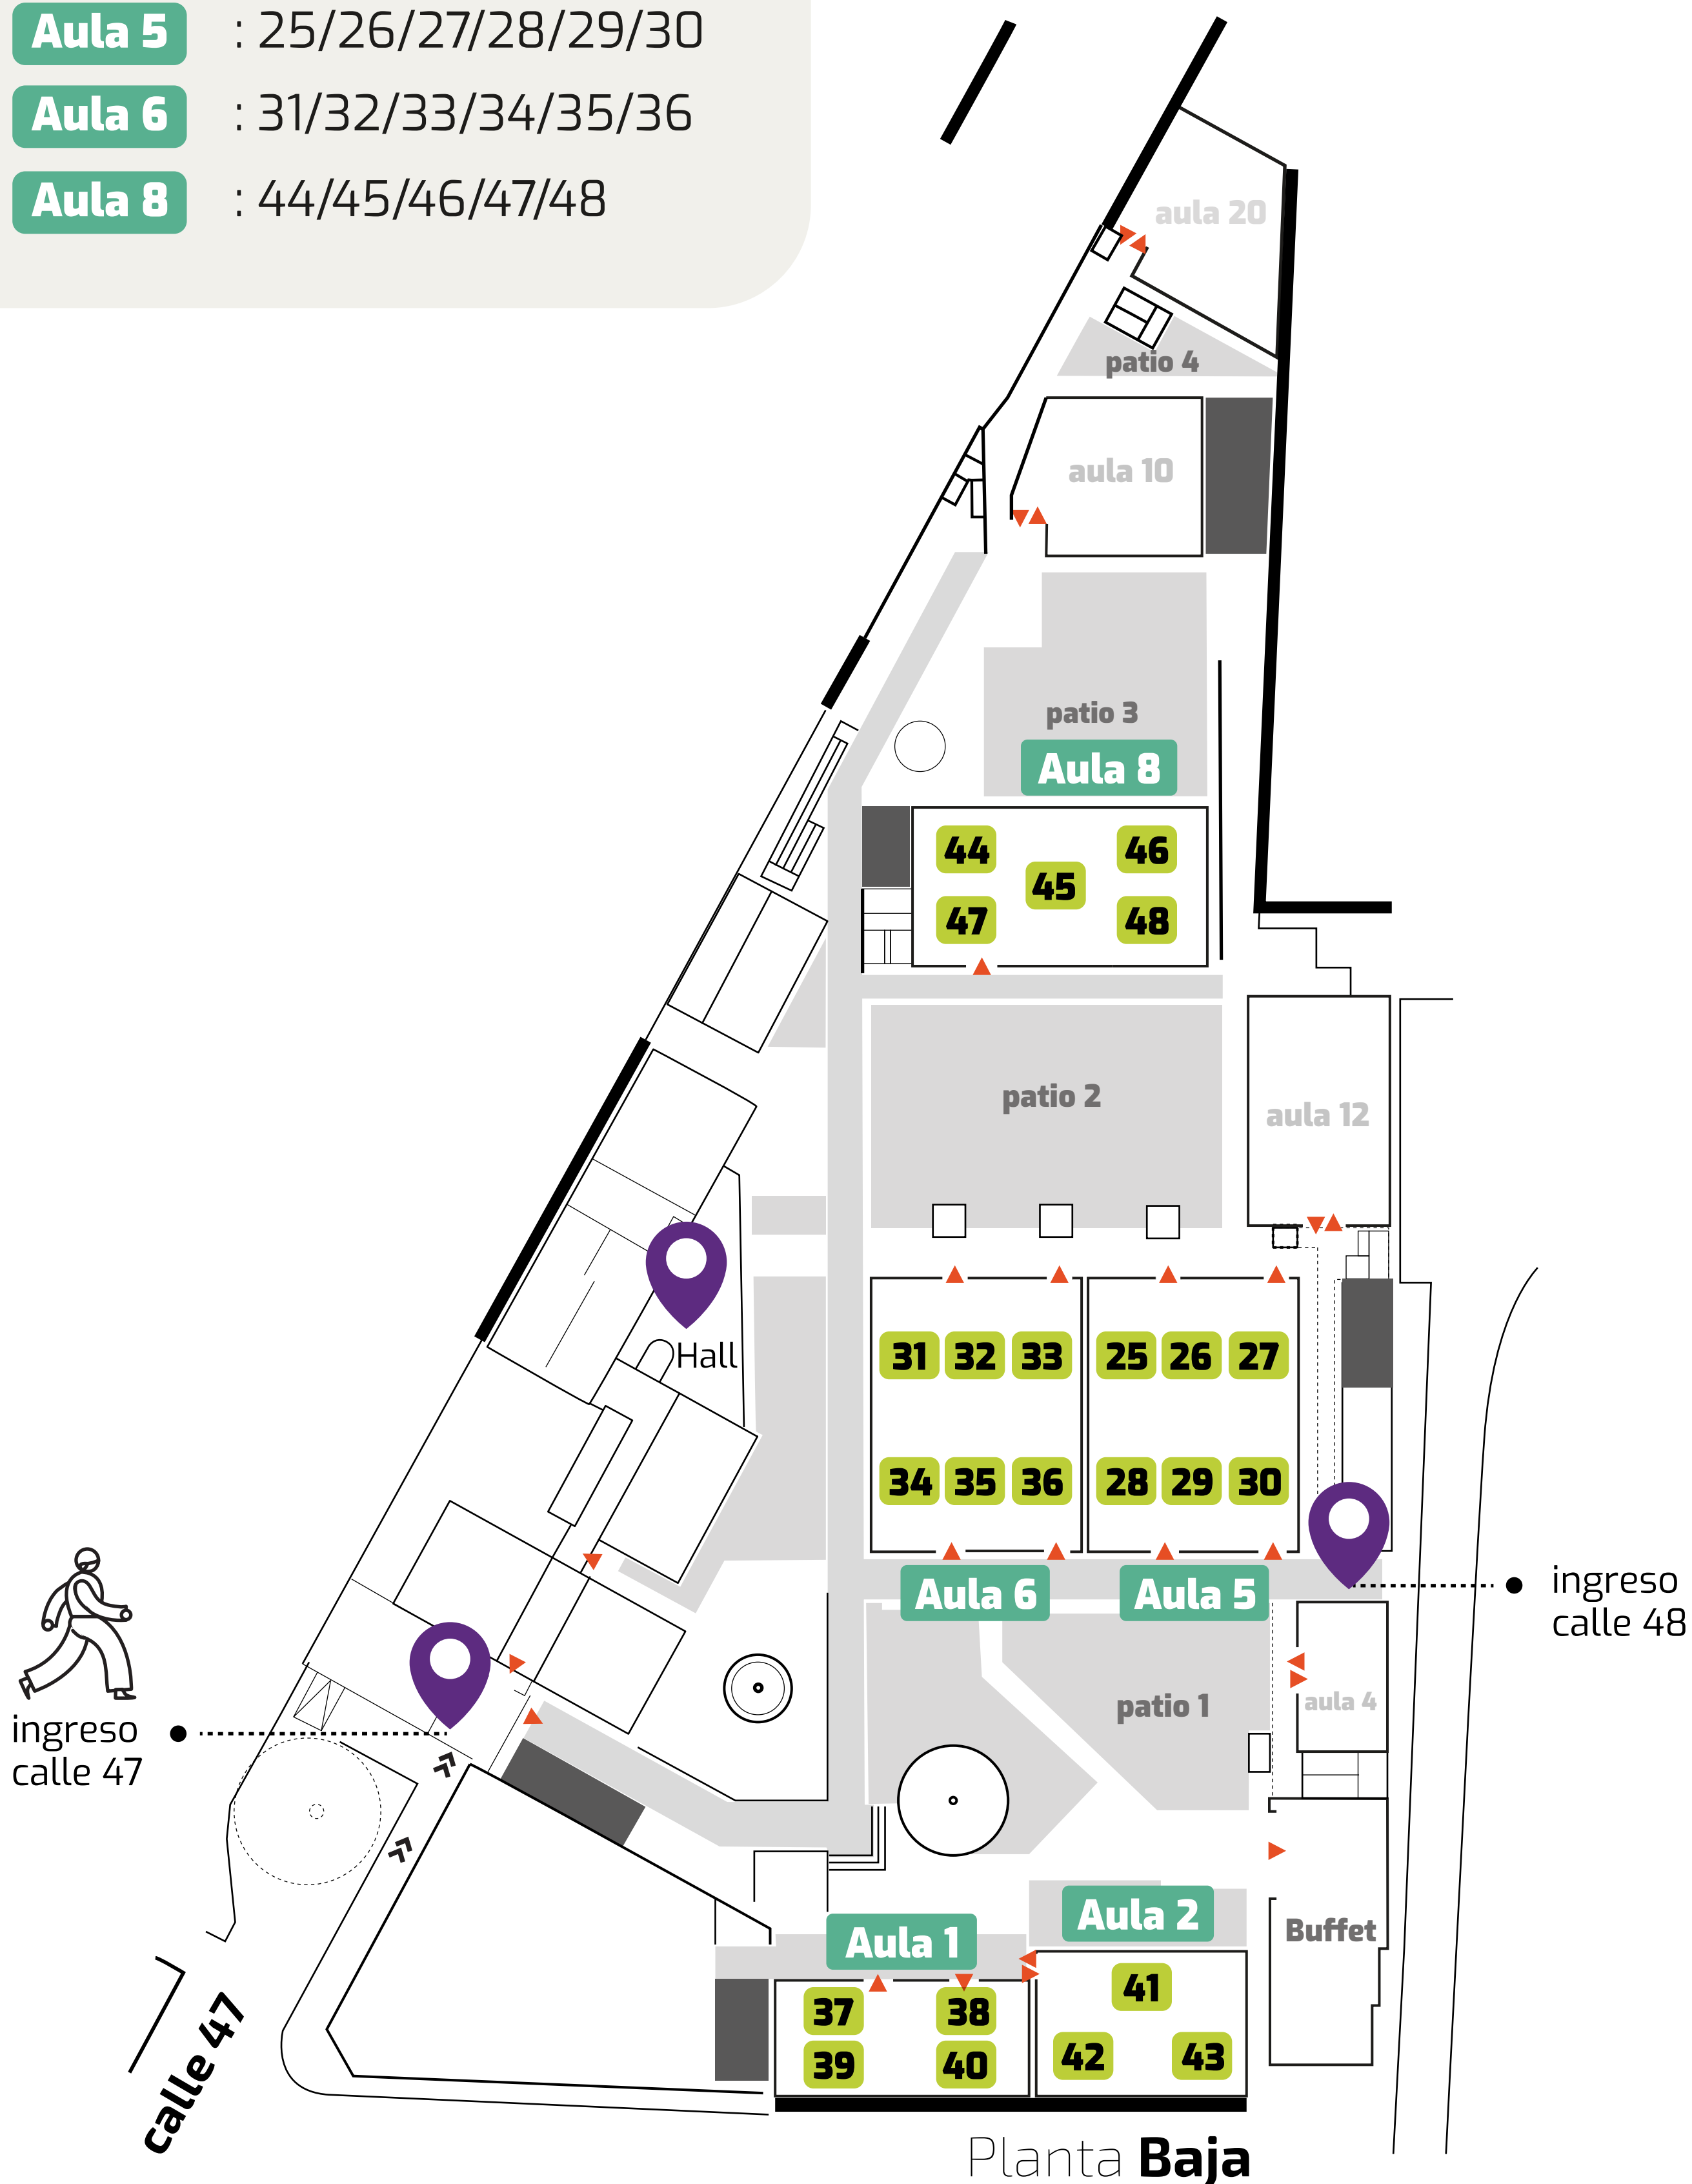 Aula 5 : 25/26/27/28/29/30
Aula 6 : 31/32/33/34/35/36
Aula 8 : 44/45/46/47/48
aula 20
patio 4
aula 10
patio 3
Aula 8
44 46
45
47 48
patio 2
aula 12
Hall
31 32 33 25 26 27
34 35 36 28 29 30
Aula 6 Aula 5
ingreso
calle 48
ingreso
calle 47
patio 1
aula 4
Buffet
Aula 2
Aula 1
41
37 38
42 43
39 40
calle 47
Planta Baja